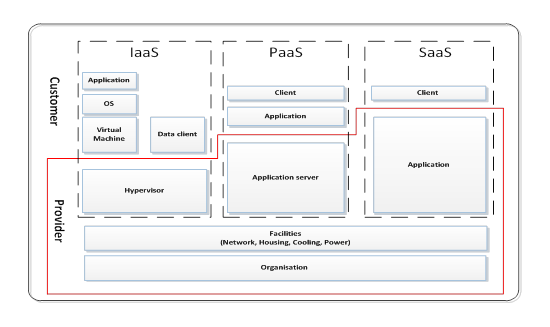 IaaS
PaaS
SaaS
Customer
Application
OS
Virtual
Machine
Data client
Client
Application
Client
Hypervisor
Application server
Application
Provider
Facilities
(Network, Housing, Cooling, Power)
Organisation